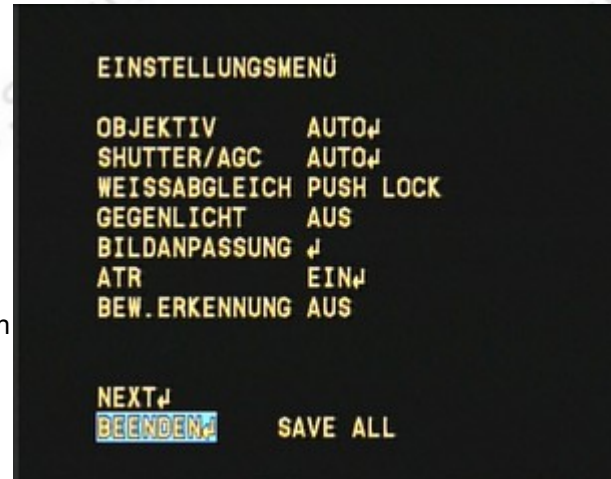 EINSTELLUNGSMENÜ
OBJEKTIV AUTO↲
SHUTTER/AGC AUTO↲
WEISSABGLEICH PUSH LOCK
GEGENLICHT AUS
BILDANPASSUNG ↲
ATR EIN↲
BEW.ERKENNUNG AUS
n
NEXT↲
BEENDEN↲ SAVE ALL